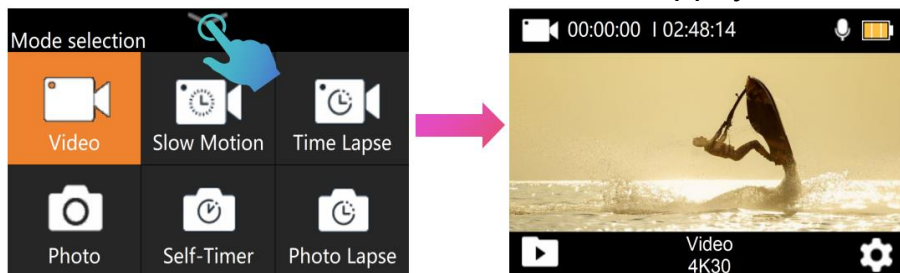 Mode selection
Video
Slow Motion
Time Lapse
Photo
Self-Timer
Photo Lapse
00:00:00 I 02:48:14
Video
4K30